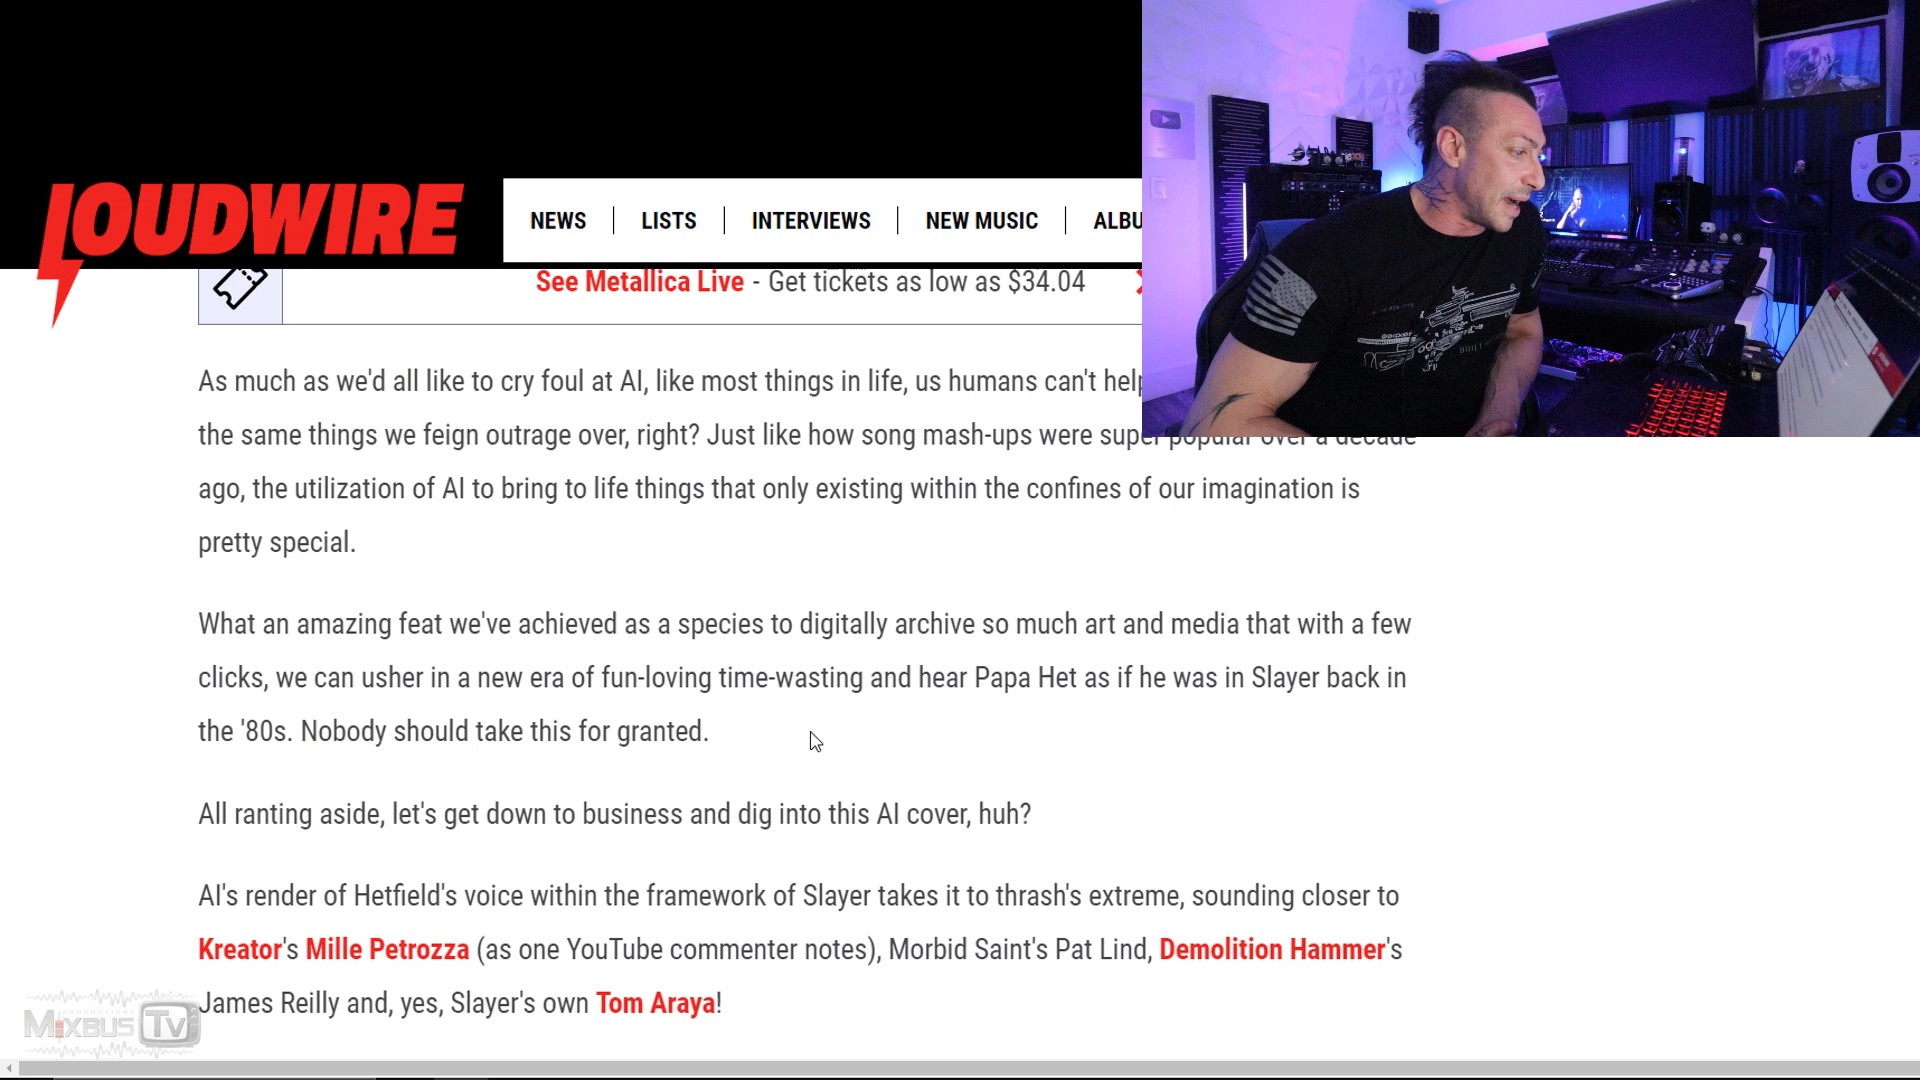 LOUDWIRE
NEWS
LISTS
INTERVIEWS
NEW MUSIC
ALBU
See Metallica Live - Get tickets as low as $34.04
As much as we'd all like to cry foul at AI, like most things in life, us humans can't help
the same things we feign outrage over, right? Just like how song mash-ups were super popular over a decade
ago, the utilization of AI to bring to life things that only existing within the confines of our imagination is
pretty special.
What an amazing feat we've achieved as a species to digitally archive so much art and media that with a few
clicks, we can usher in a new era of fun-loving time-wasting and hear Papa Het as if he was in Slayer back in
the '80s. Nobody should take this for granted.
All ranting aside, let's get down to business and dig into this AI cover, huh?
AI's render of Hetfield's voice within the framework of Slayer takes it to thrash's extreme, sounding closer to
Kreator's Mille Petrozza (as one YouTube commenter notes), Morbid Saint's Pat Lind, Demolition Hammer's
James Reilly and, yes, Slayer's own Tom Araya!
PRODUCTIONS
MIXBUS TV
BUILT